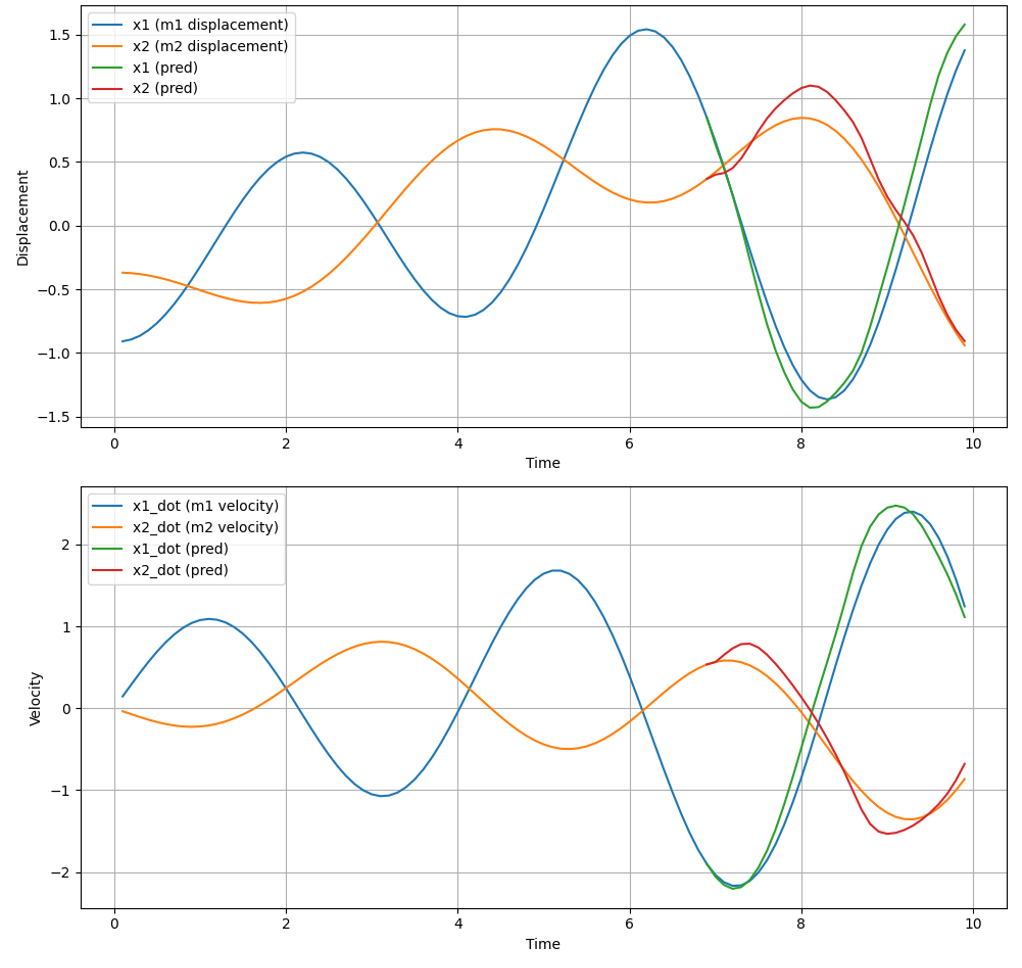 x1 (m1 displacement)
x2 (m2 displacement)
x1 (pred)
x2 (pred)
1.5
1.0
0.5
0.0
−0.5
−1.0
−1.5
Displacement
0 2 4 6 8 10
Time
x1_dot (m1 velocity)
x2_dot (m2 velocity)
x1_dot (pred)
x2_dot (pred)
2
1
0
−1
−2
Velocity
0 2 4 6 8 10
Time